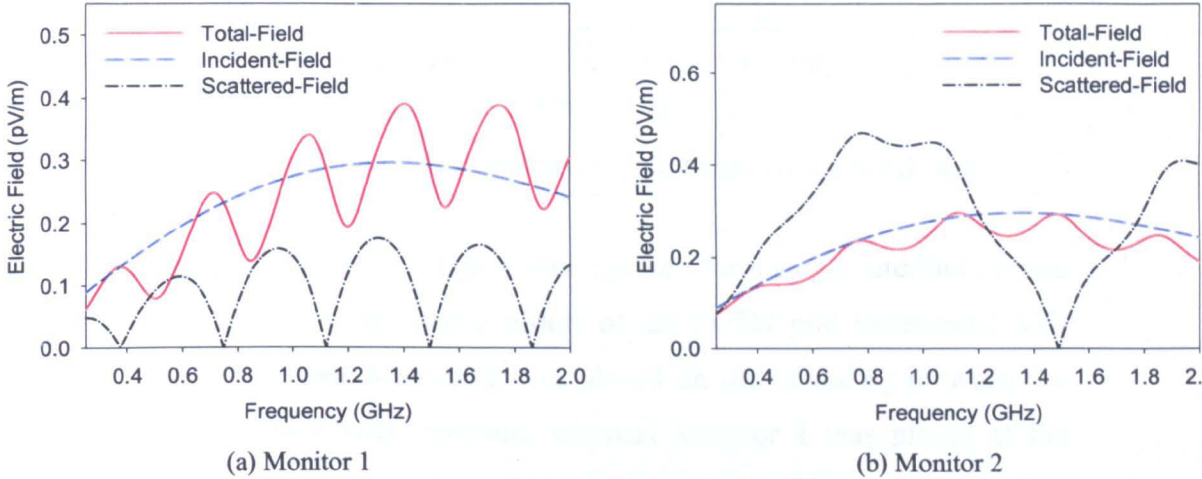 0.5
0.4
0.3
0.2
0.1
0.0
Electric Field (pV/m)
Total-Field
Incident-Field
Scattered-Field
0.4 0.6 0.8 1.0 1.2 1.4 1.6 1.8 2.0
Frequency (GHz)
(a) Monitor 1
0.6
0.4
0.2
0.0
Electric Field (pV/m)
Total-Field
Incident-Field
Scattered-Field
0.4 0.6 0.8 1.0 1.2 1.4 1.6 1.8 2.
Frequency (GHz)
(b) Monitor 2